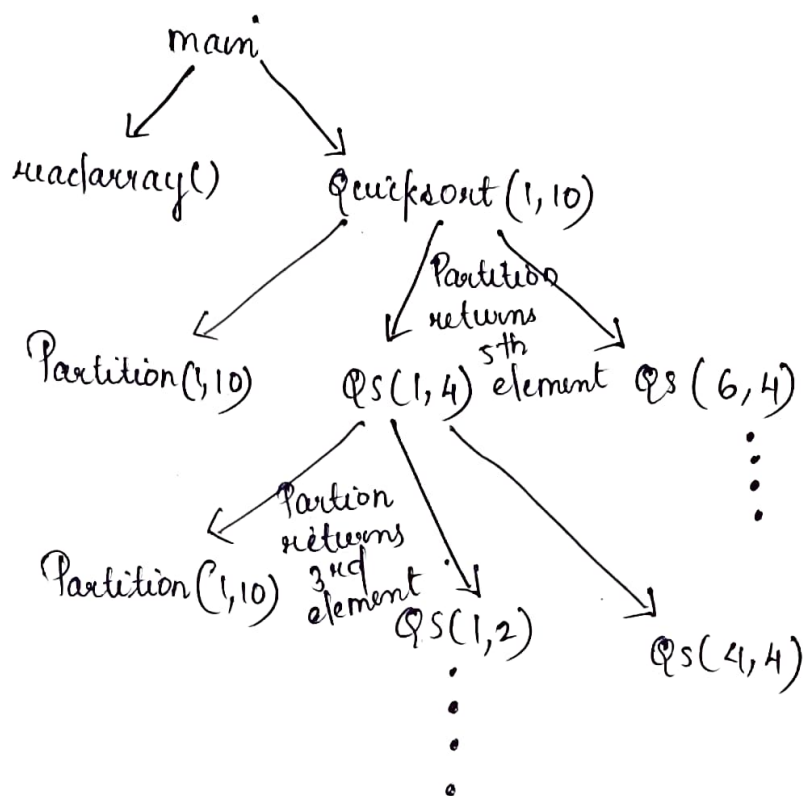 main
readarray()
Quicksort (1,10)
Partition
returns
5th
element
Partition(1,10)
QS(1,4)
QS (6,4)
Partion
returns
3rd
element
Partition(1,10)
QS(1,2)
QS(4,4)